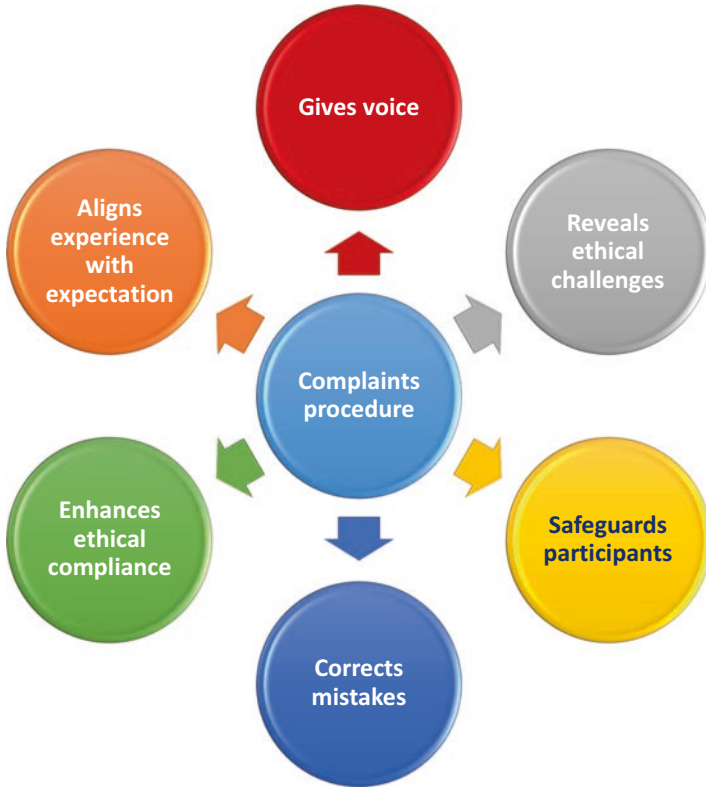 Gives voice
Aligns
experience
with
expectation
Reveals
ethical
challenges
Complaints
procedure
Enhances
ethical
compliance
Safeguards
participants
Corrects
mistakes